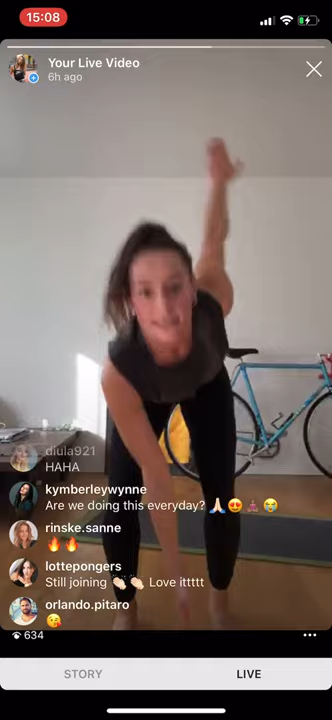 15:08
Your Live Video
6h ago
diula921
HAHA
kymberleywynne
Are we doing this everyday? 🙏🏻😍🙏🏽😭
rinske.sanne
🔥🔥
lottepongers
Still joining 👏🏻👏🏻 Love ittttt
orlando.pitaro
😘
634
STORY
LIVE